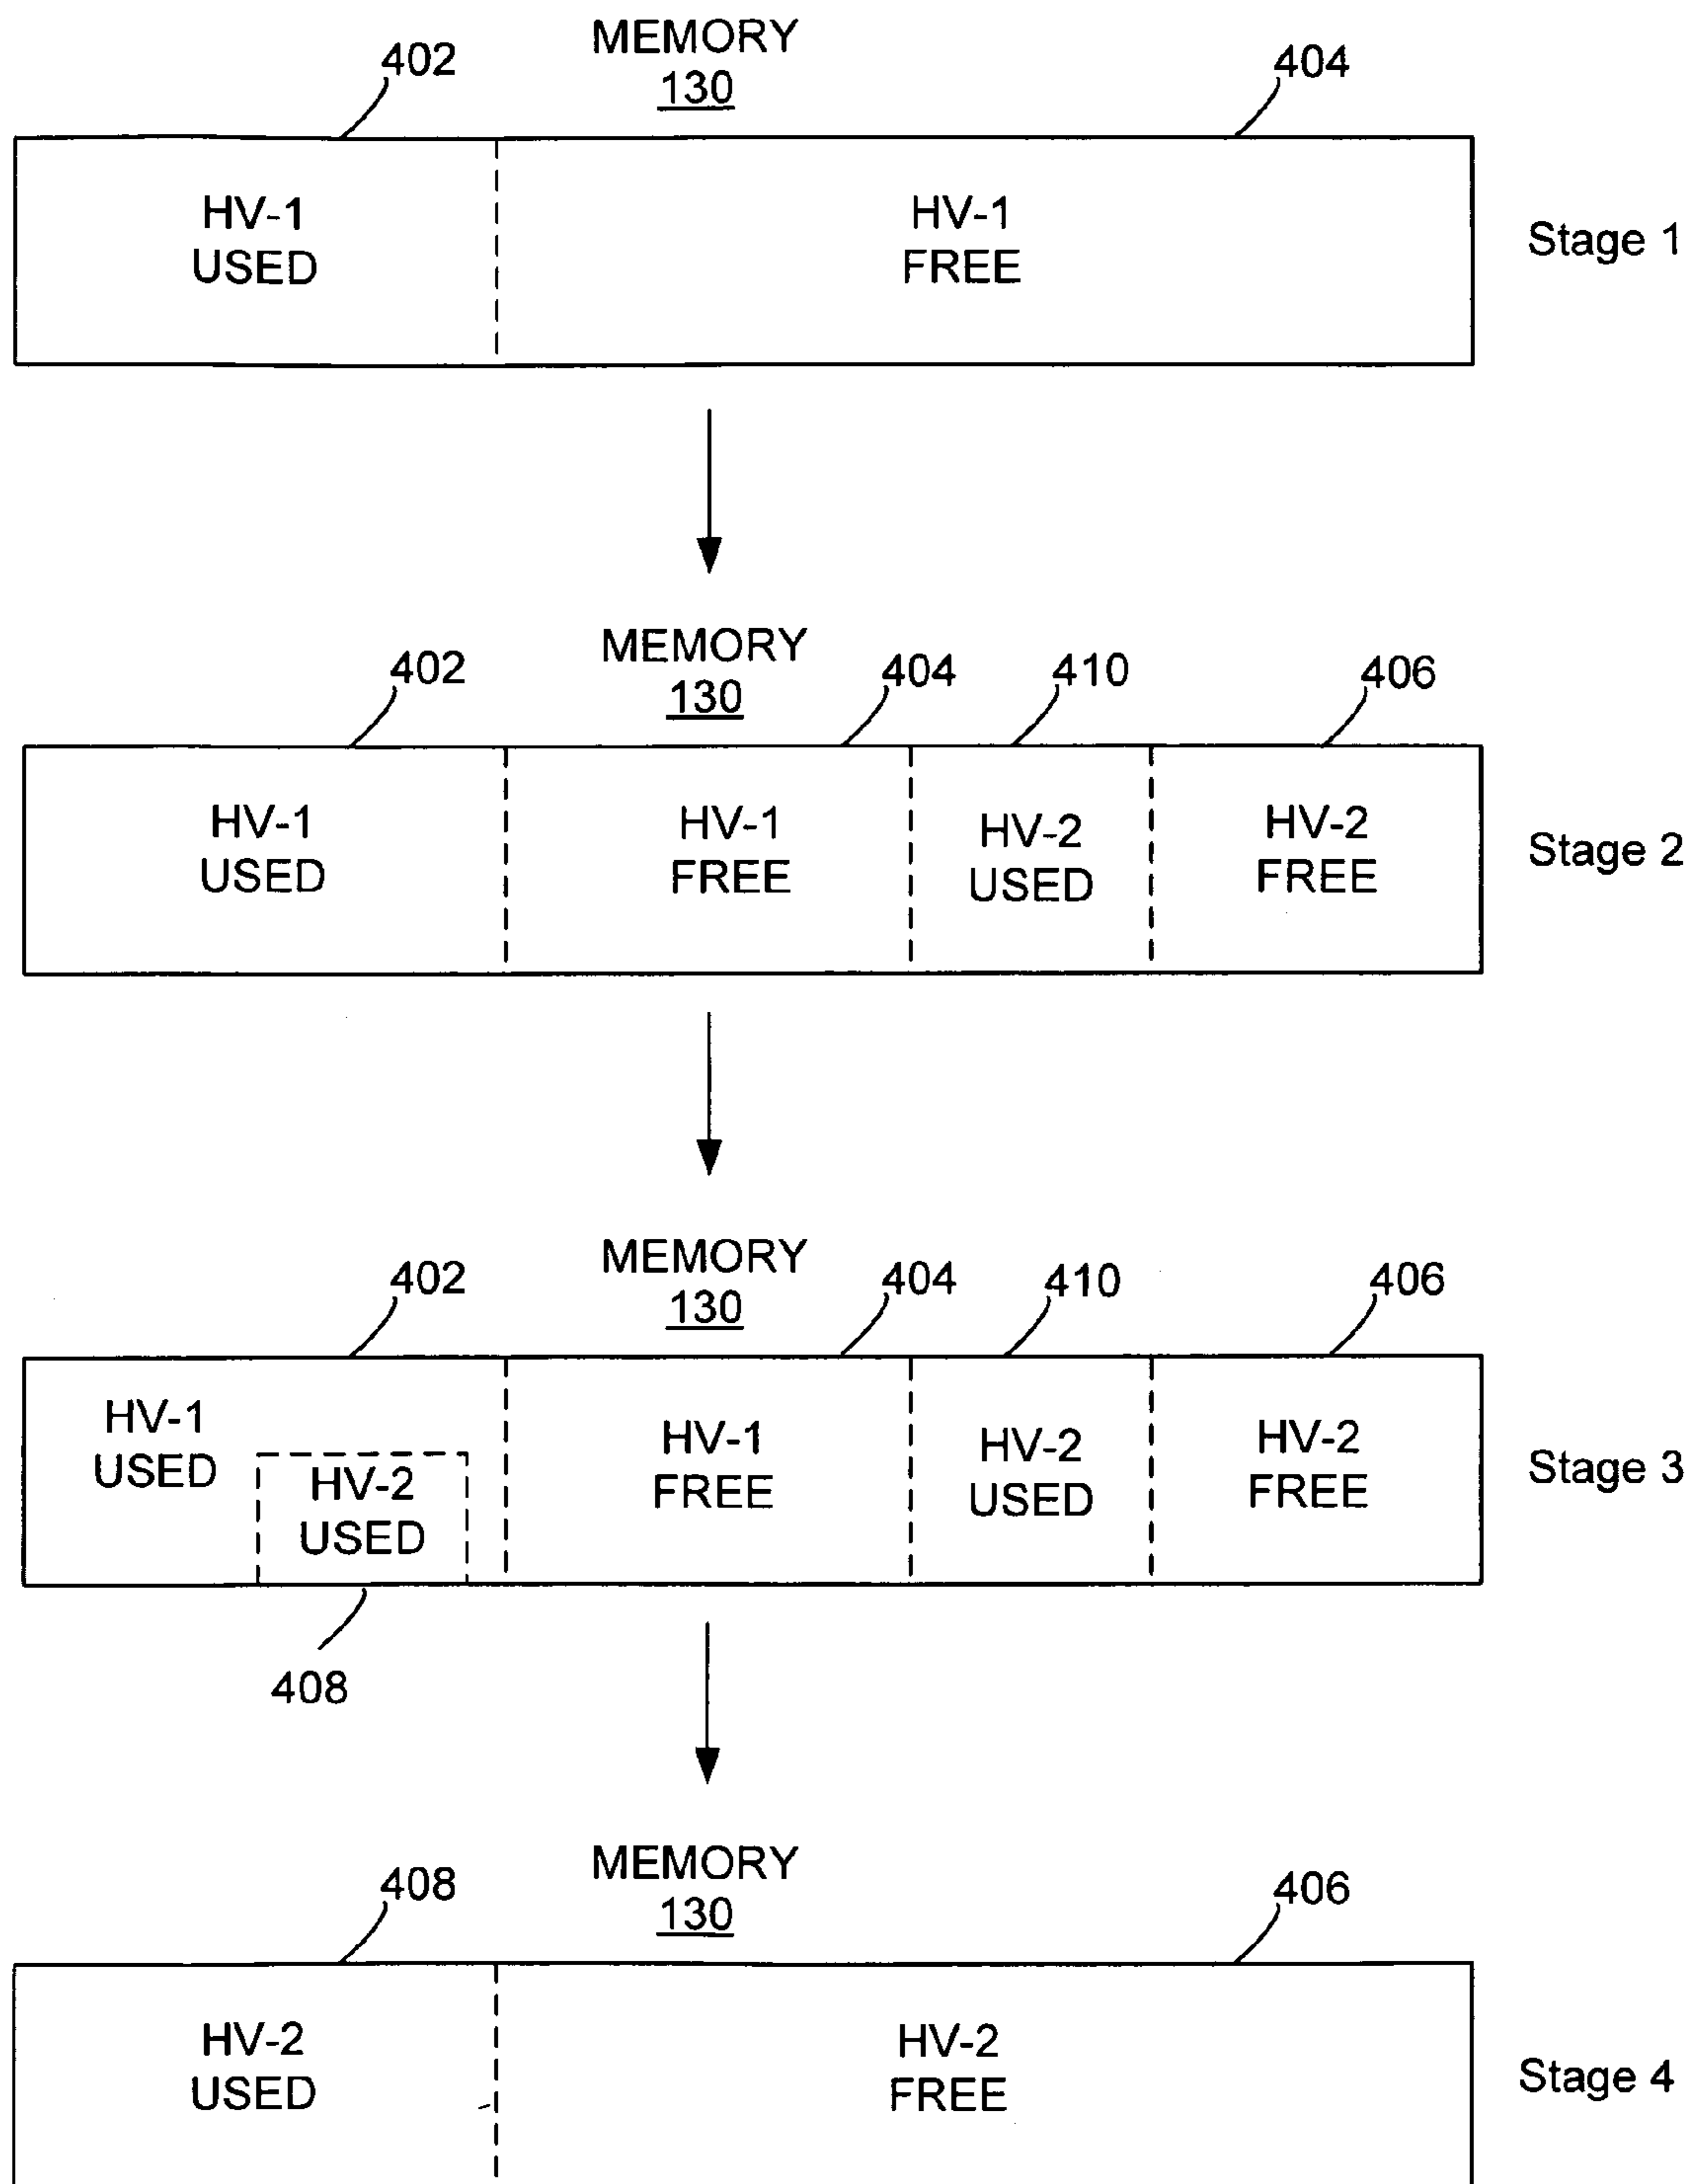 MEMORY
130
402
404
HV-1
USED
HV-1
FREE
Stage 1
MEMORY
130
402
404
410
406
HV-1
USED
HV-1
FREE
HV-2
USED
HV-2
FREE
Stage 2
MEMORY
130
402
404
410
406
HV-1
USED
HV-2
USED
HV-1
FREE
HV-2
USED
HV-2
FREE
Stage 3
408
MEMORY
130
408
406
HV-2
USED
HV-2
FREE
Stage 4